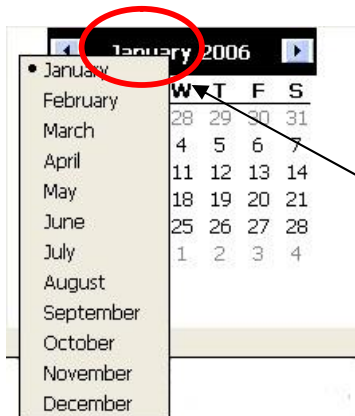 January 2006
• January
February
March
April
May
June
July
August
September
October
November
December
W T F S
28 29 30 31
4 5 6 7
11 12 13 14
18 19 20 21
25 26 27 28
1 2 3 4